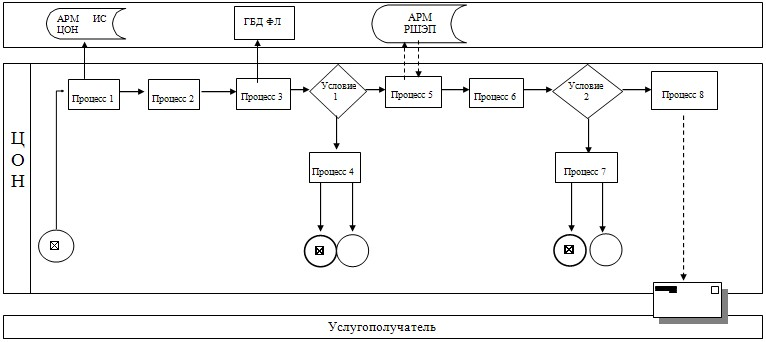 АРМ ИС
ЦОН
ГБД ФЛ
АРМ
РШЭП
ЦОН
Процесс 1
Процесс 2
Процесс 3
Условие
1
Процесс 5
Процесс 6
Условие
2
Процесс 8
Процесс 4
Процесс 7
Услугополучатель